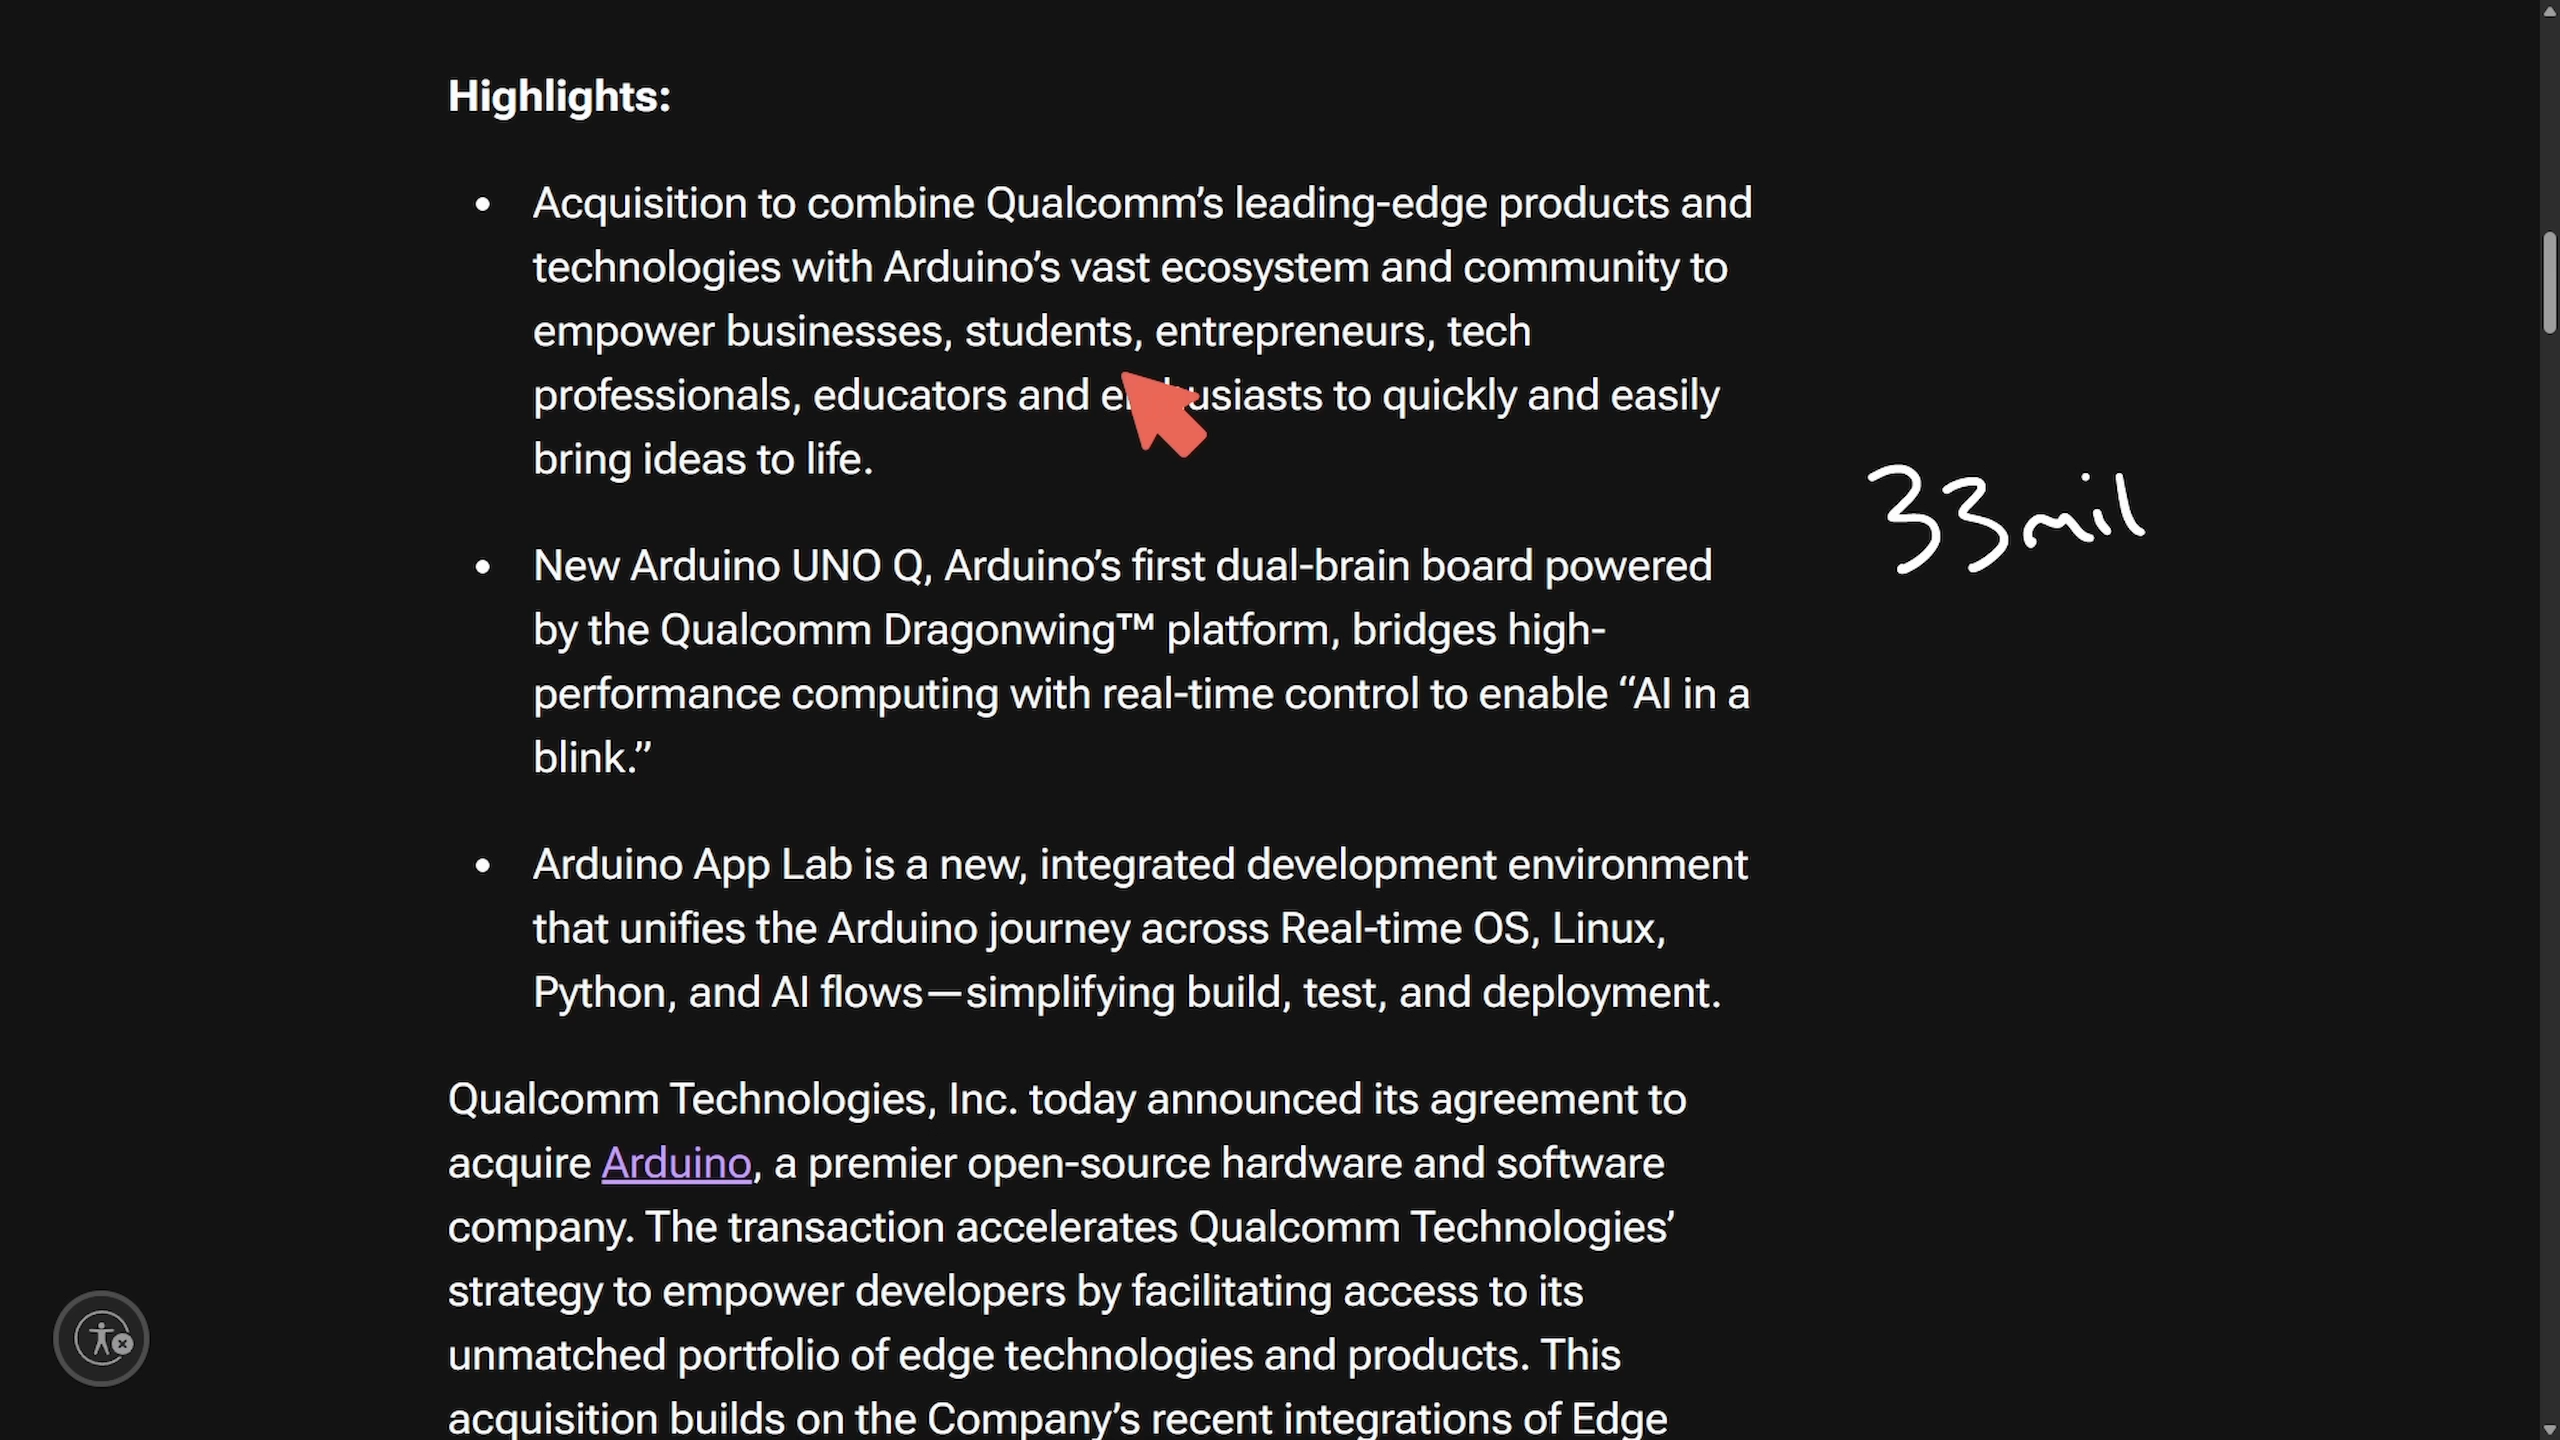 Highlights:
• Acquisition to combine Qualcomm’s leading-edge products and
technologies with Arduino’s vast ecosystem and community to
empower businesses, students, entrepreneurs, tech
professionals, educators and enthusiasts to quickly and easily
bring ideas to life.
33mil
• New Arduino UNO Q, Arduino’s first dual-brain board powered
by the Qualcomm Dragonwing™ platform, bridges high-
performance computing with real-time control to enable “AI in a
blink.”
• Arduino App Lab is a new, integrated development environment
that unifies the Arduino journey across Real-time OS, Linux,
Python, and AI flows—simplifying build, test, and deployment.
Qualcomm Technologies, Inc. today announced its agreement to
acquire Arduino, a premier open-source hardware and software
company. The transaction accelerates Qualcomm Technologies’
strategy to empower developers by facilitating access to its
unmatched portfolio of edge technologies and products. This
acquisition builds on the Company’s recent integrations of Edge